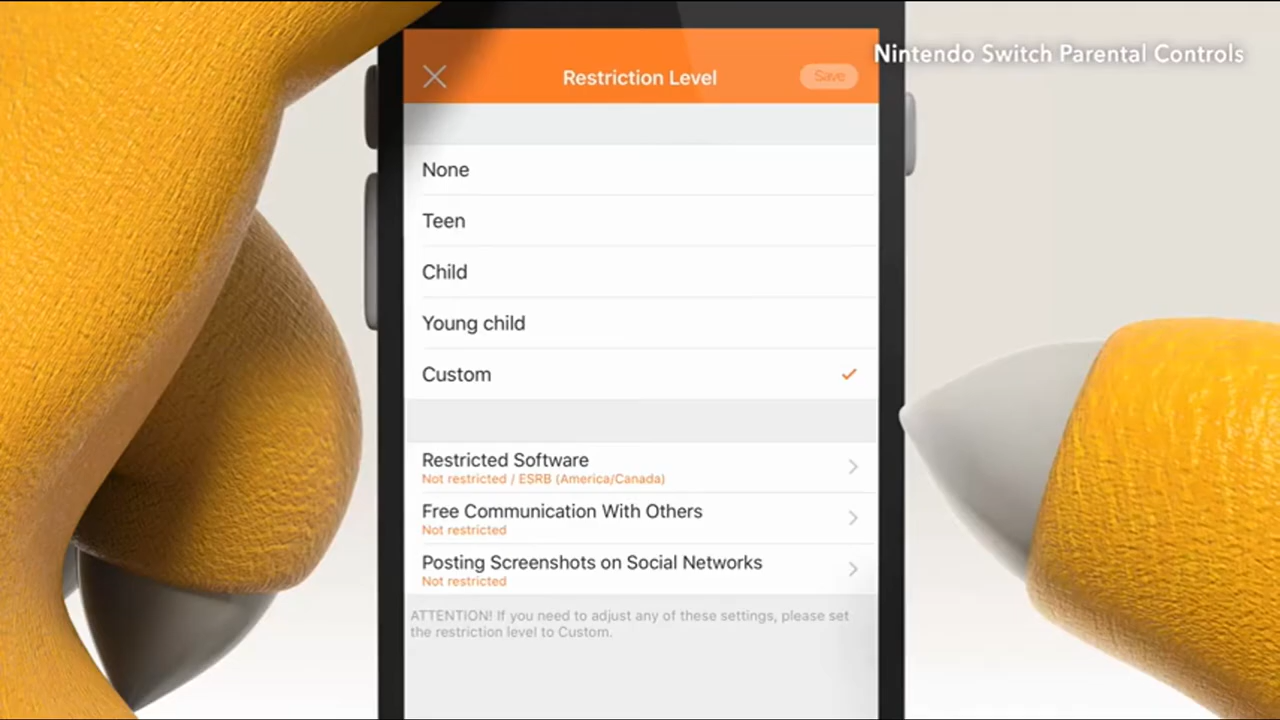 Nintendo Switch Parental Controls
Restriction Level
Save
None
Teen
Child
Young child
Custom
Restricted Software
Not restricted / ESRB (America/Canada)
Free Communication With Others
Not restricted
Posting Screenshots on Social Networks
Not restricted
ATTENTION! If you need to adjust any of these settings, please set
the restriction level to Custom.